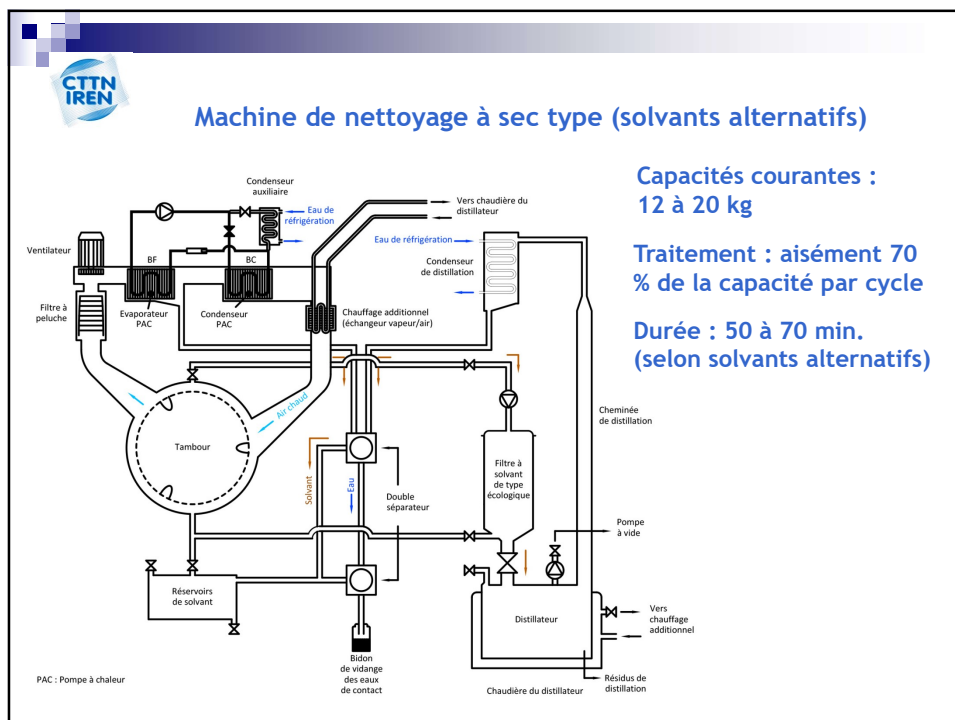 CTTN
IREN
Machine de nettoyage à sec type (solvants alternatifs)
Capacités courantes :
12 à 20 kg
Traitement : aisément 70
% de la capacité par cycle
Durée : 50 à 70 min.
(selon solvants alternatifs)
Condenseur
auxiliaire
Eau de
réfrigération
Vers chaudière du
distillateur
Ventilateur
BF
BC
Eau de réfrigération
Condenseur
de distillation
Filtre à
peluche
Evaporateur
PAC
Condenseur
PAC
Chauffage additionnel
(échangeur vapeur/air)
Air chaud
Tambour
Cheminée
de distillation
Solvant
Eau
Double
séparateur
Filtre à
solvant
de type
écologique
Pompe
à vide
Réservoirs
de solvant
Distillateur
Vers
chauffage
additionnel
Bidon
de vidange
des eaux
de contact
Résidus de
distillation
Chaudière du distillateur
PAC : Pompe à chaleur